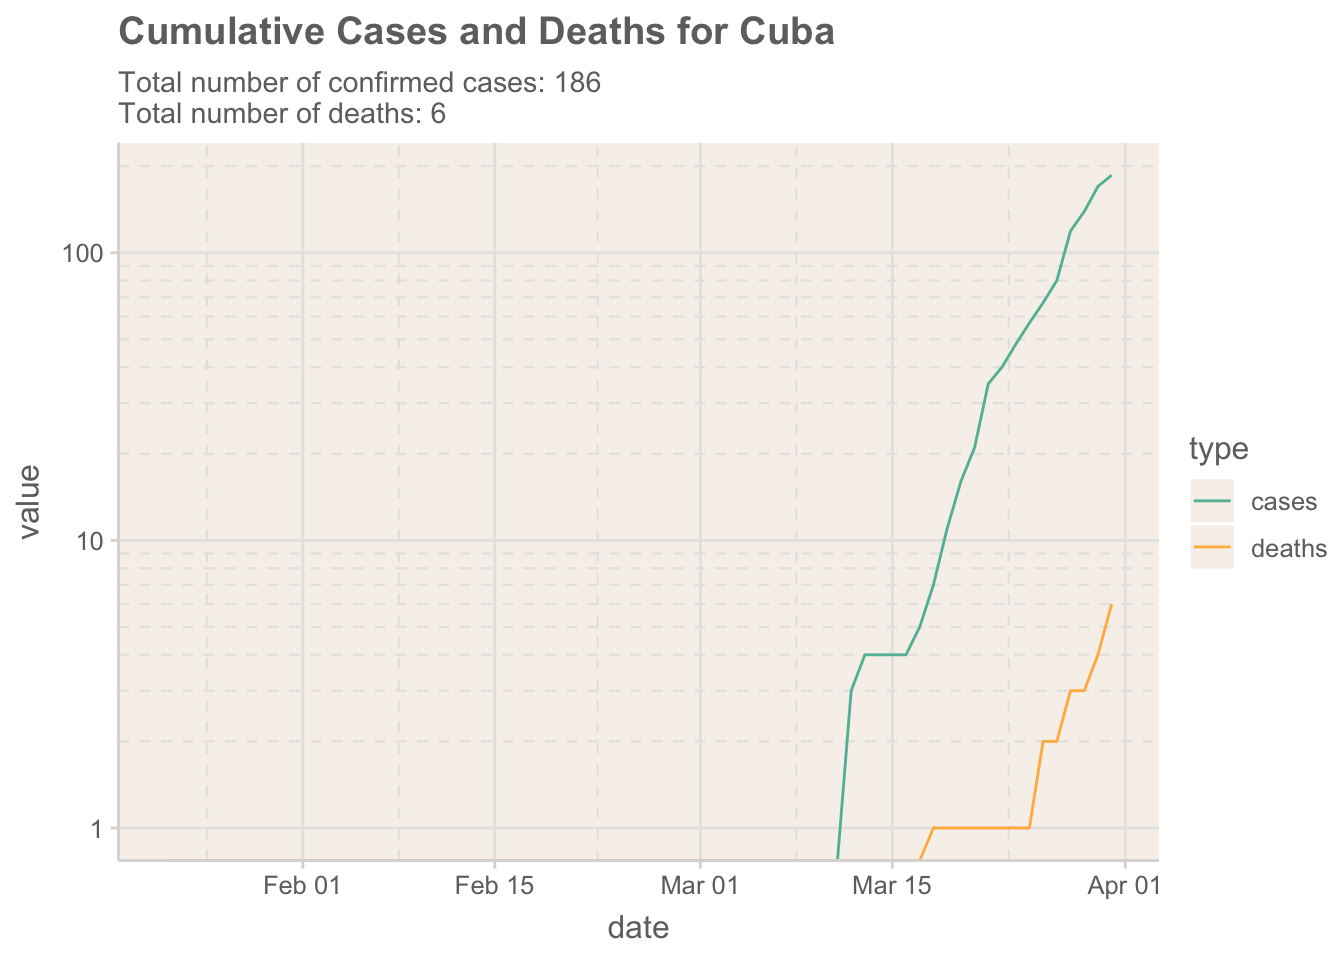 Cumulative Cases and Deaths for Cuba
Total number of confirmed cases: 186
Total number of deaths: 6
100
10
1
value
Feb 01
Feb 15
Mar 01
Mar 15
Apr 01
date
type
cases
deaths